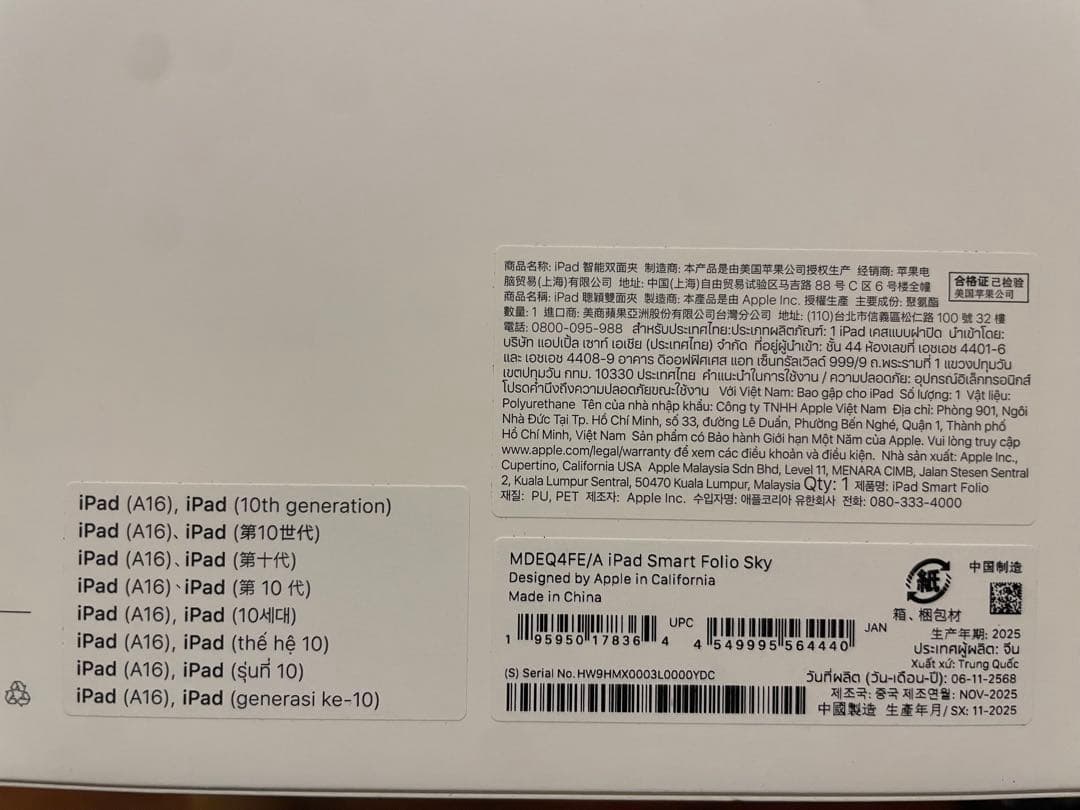 商品名称: iPad 智能双面夹 制造商: 本产品是由美国苹果公司授权生产 经销商: 苹果电
脑贸易(上海)有限公司 地址: 中国(上海)自由贸易试验区马吉路 88 号 C 区 6 号楼全幢
商品名稱: iPad 聰穎雙面夾 製造商: 本產品是由 Apple Inc. 授權生產 主要成份: 聚氨酯
數量: 1 進口商: 美商蘋果亞洲股份有限公司台灣分公司 地址: (110)台北市信義區松仁路 100 號 32 樓
電話: 0800-095-988 สำหรับประเทศไทย:ประเภทผลิตภัณฑ์: 1 iPad เคสแบบฝาปิด นำเข้าโดย:
บริษัท แอปเปิ้ล เซาท์ เอเชีย (ประเทศไทย) จำกัด ที่อยู่ผู้นำเข้า: ชั้น 44 ห้องเลขที่ เอชเอช 4401-6
และ เอชเอช 4408-9 อาคาร ดิออฟฟิศเศส แอท เซ็นทรัลเวิลด์ 999/9 ถ.พระรามที่ 1 แขวงปทุมวัน
เขตปทุมวัน กทม. 10330 ประเทศไทย คำแนะนำในการใช้งาน / ความปลอดภัย: อุปกรณ์อิเล็กทรอนิกส์
โปรดคำนึงถึงความปลอดภัยขณะใช้งาน Với Việt Nam: Bao gập cho iPad Số lượng: 1 Vật liệu:
Polyurethane Tên của nhà nhập khẩu: Công ty TNHH Apple Việt Nam Địa chỉ: Phòng 901, Ngôi
Nhà Đức Tại Tp. Hồ Chí Minh, số 33, đường Lê Duẩn, Phường Bến Nghé, Quận 1, Thành phố
Hồ Chí Minh, Việt Nam Sản phẩm có Bảo hành Giới hạn Một Năm của Apple. Vui lòng truy cập
www.apple.com/legal/warranty để xem các điều khoản và điều kiện. Nhà sản xuất: Apple Inc.,
Cupertino, California USA Apple Malaysia Sdn Bhd, Level 11, MENARA CIMB, Jalan Stesen Sentral
2, Kuala Lumpur Sentral, 50470 Kuala Lumpur, Malaysia Qty: 1 제품명: iPad Smart Folio
재질: PU, PET 제조자: Apple Inc. 수입자명: 애플코리아 유한회사 전화: 080-333-4000
合格证 已检验
美国苹果公司
iPad (A16), iPad (10th generation)
iPad (A16)、iPad (第10世代)
iPad (A16)、iPad (第十代)
iPad (A16)、iPad (第 10 代)
iPad (A16), iPad (10세대)
iPad (A16), iPad (thế hệ 10)
iPad (A16), iPad (รุ่นที่ 10)
iPad (A16), iPad (generasi ke-10)
MDEQ4FE/A iPad Smart Folio Sky
Designed by Apple in California
Made in China
1 95950 17836 4 UPC
4 549995 564440 JAN
(S) Serial No. HW9HMX0003L0000YDC
紙
箱、梱包材
中国制造
生产年期: 2025
ประเทศผู้ผลิต: จีน
Xuất xứ: Trung Quốc
วันที่ผลิต (วัน-เดือน-ปี): 06-11-2568
제조국: 중국 제조연월: NOV-2025
中國製造 生產年月/ SX: 11-2025